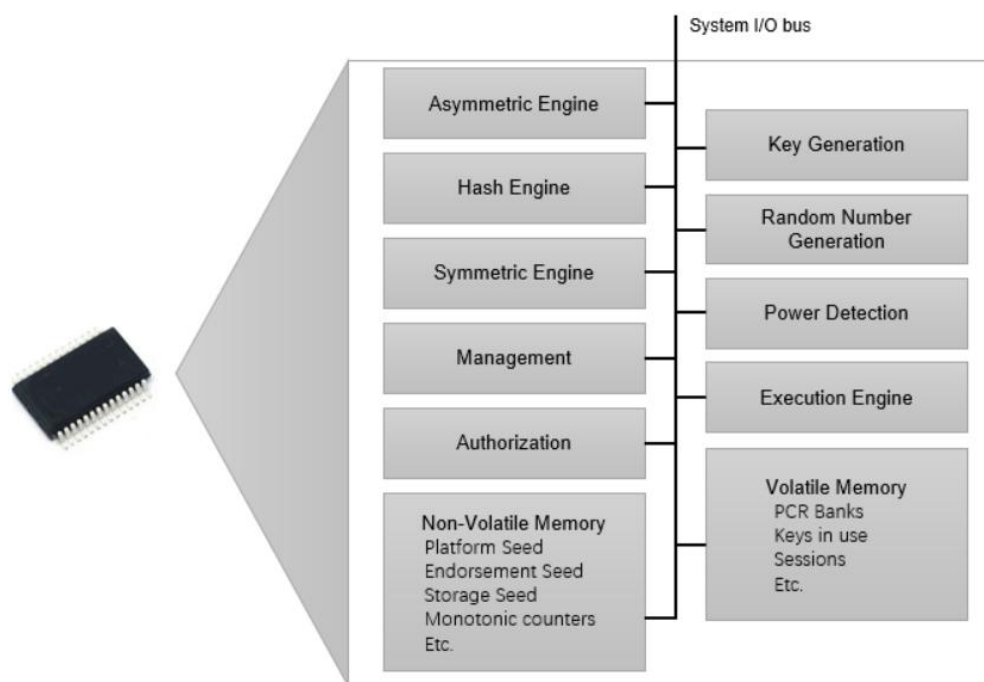 System I/O bus
Asymmetric Engine
Hash Engine
Symmetric Engine
Management
Authorization
Non-Volatile Memory
Platform Seed
Endorsement Seed
Storage Seed
Monotonic counters
Etc.
Key Generation
Random Number
Generation
Power Detection
Execution Engine
Volatile Memory
PCR Banks
Keys in use
Sessions
Etc.